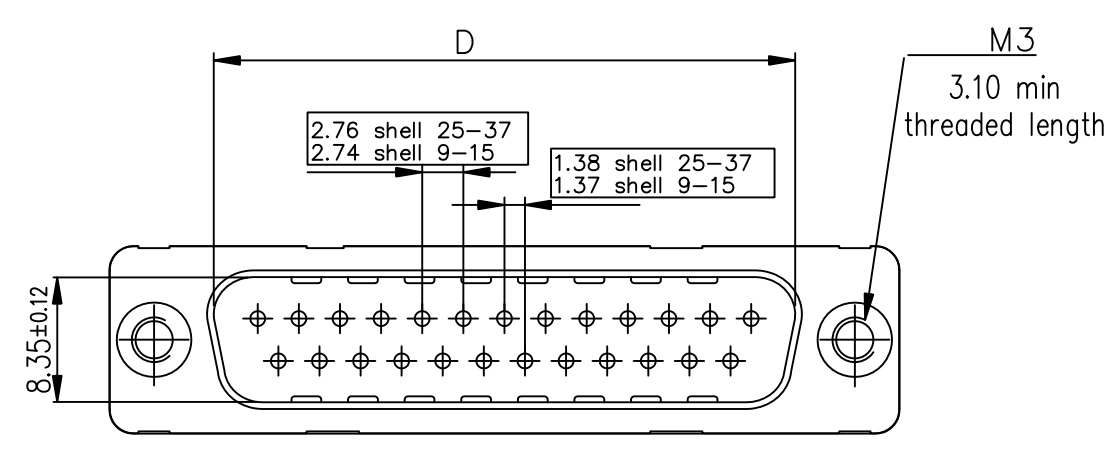 D
M3
3.10 min
threaded length
2.76 shell 25-37
2.74 shell 9-15
1.38 shell 25-37
1.37 shell 9-15
8.35±0.12